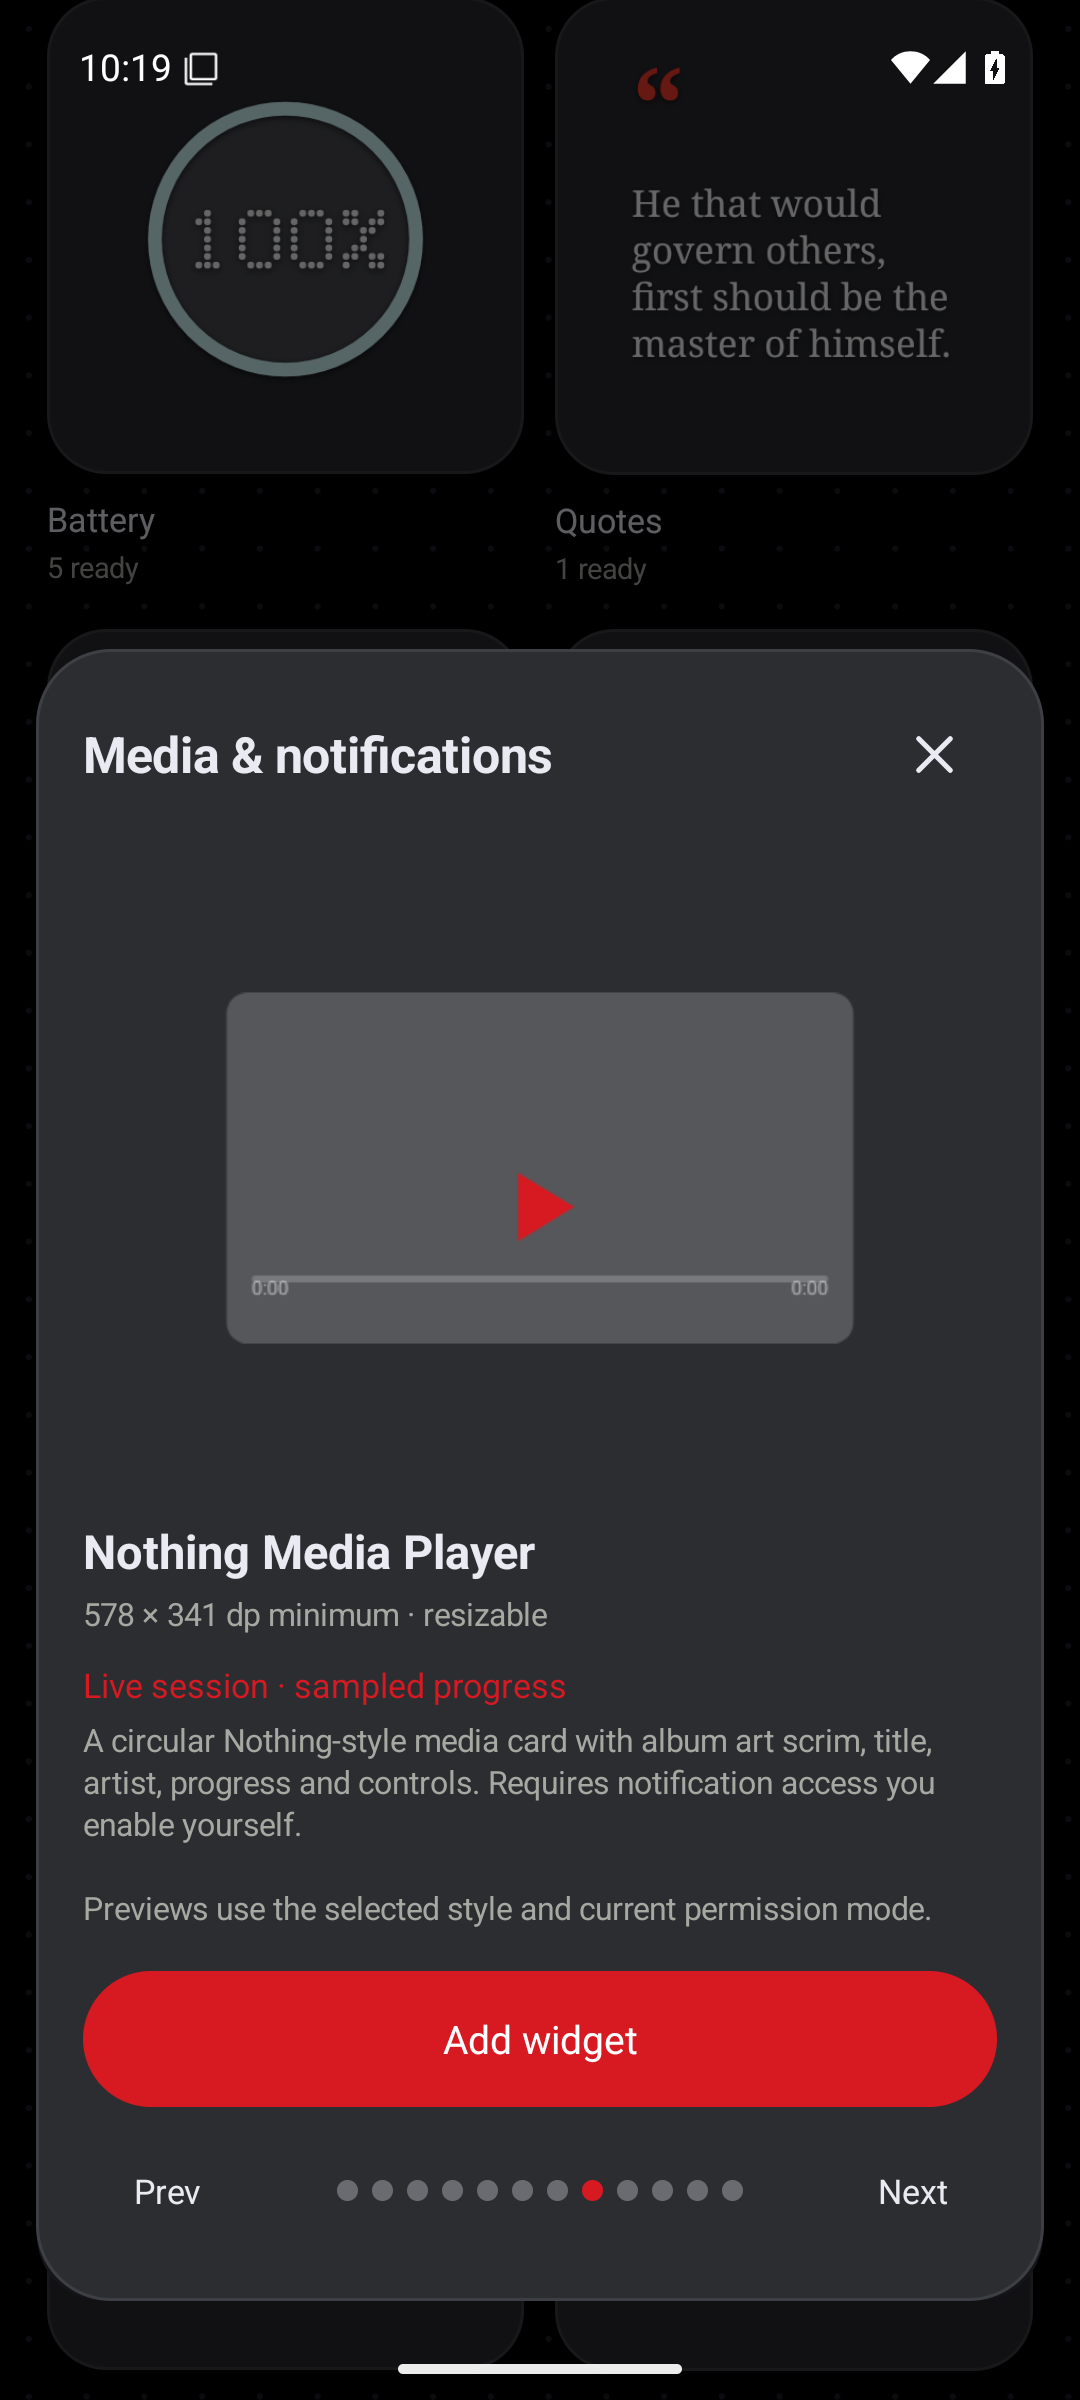 10:19
100%
“
He that would
govern others,
first should be the
master of himself.
Battery
Quotes
5 ready
1 ready
Media & notifications
0:00
0:00
Nothing Media Player
578 × 341 dp minimum · resizable
Live session · sampled progress
A circular Nothing-style media card with album art scrim, title,
artist, progress and controls. Requires notification access you
enable yourself.
Previews use the selected style and current permission mode.
Add widget
Prev
Next